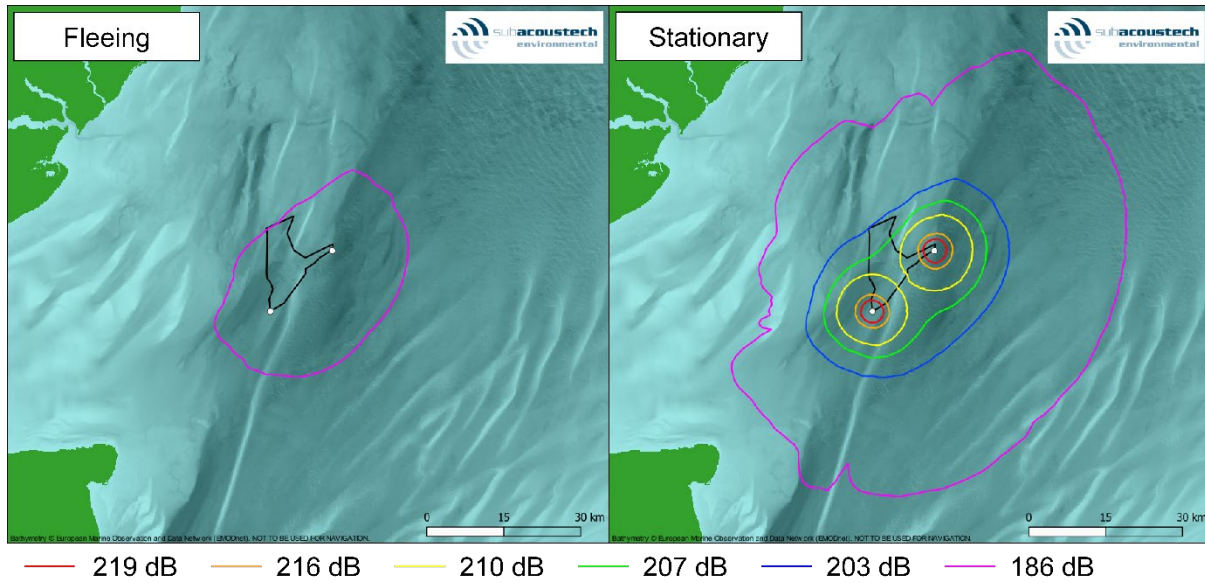 Fleeing
subacoustech
environmental
Stationary
subacoustech
environmental
0 15 30 km
0 15 30 km
Bathymetry © European Marine Observation and Data Network (EMODnet). NOT TO BE USED FOR NAVIGATION.
Bathymetry © European Marine Observation and Data Network (EMODnet). NOT TO BE USED FOR NAVIGATION.
219 dB 216 dB 210 dB 207 dB 203 dB 186 dB